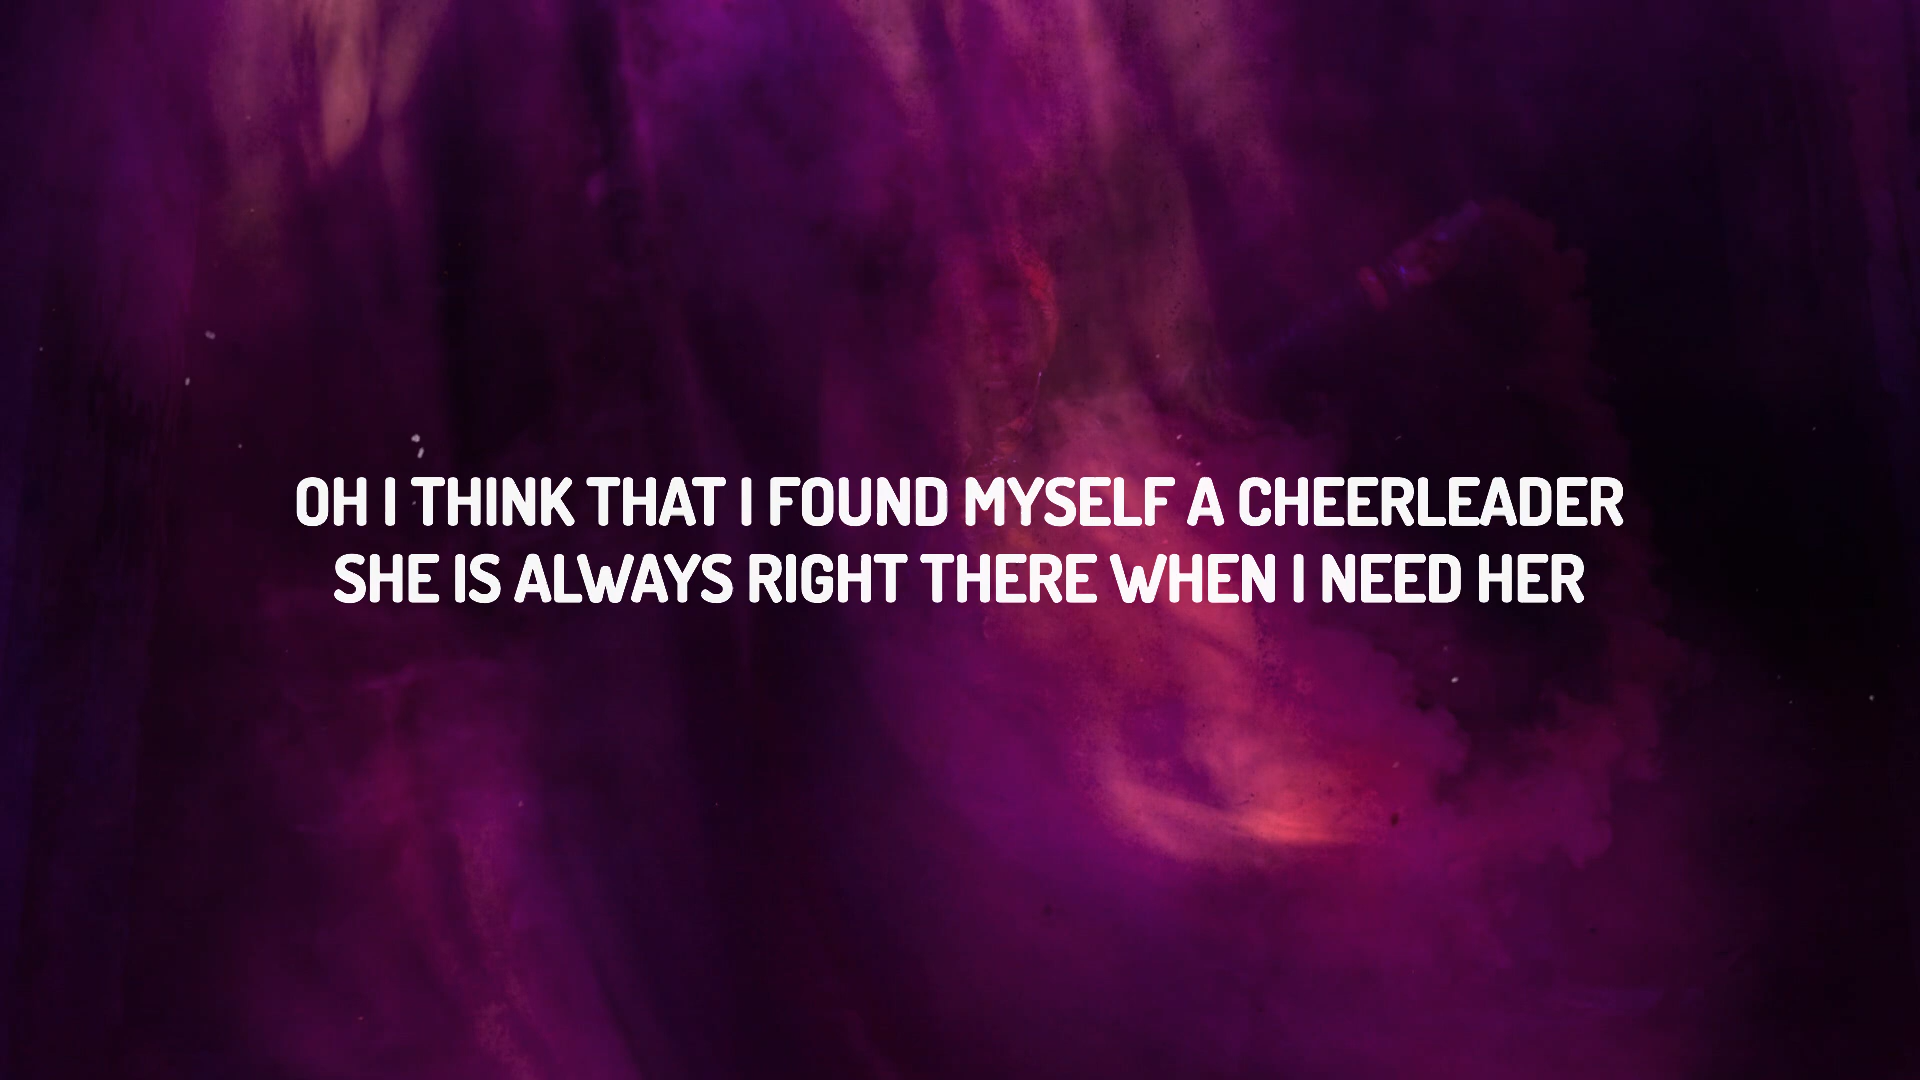 OH I THINK THAT I FOUND MYSELF A CHEERLEADER
SHE IS ALWAYS RIGHT THERE WHEN I NEED HER